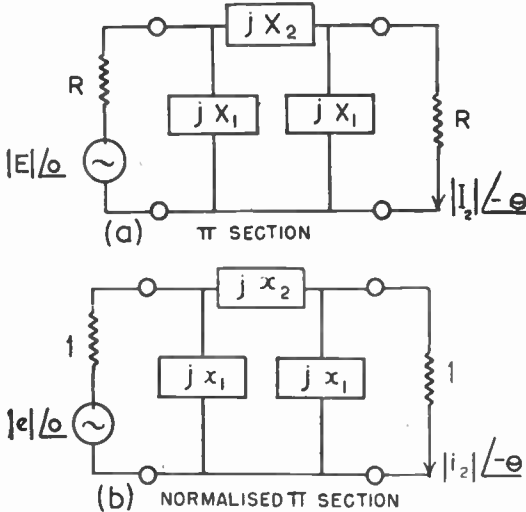 j X₂
R
j X₁
j X₁
R
|E|∠0
|I₂|∠-θ
(a) π SECTION
j x₂
1
j x₁
j x₁
1
|e|∠0
|i₂|∠-θ
(b) NORMALISED π SECTION